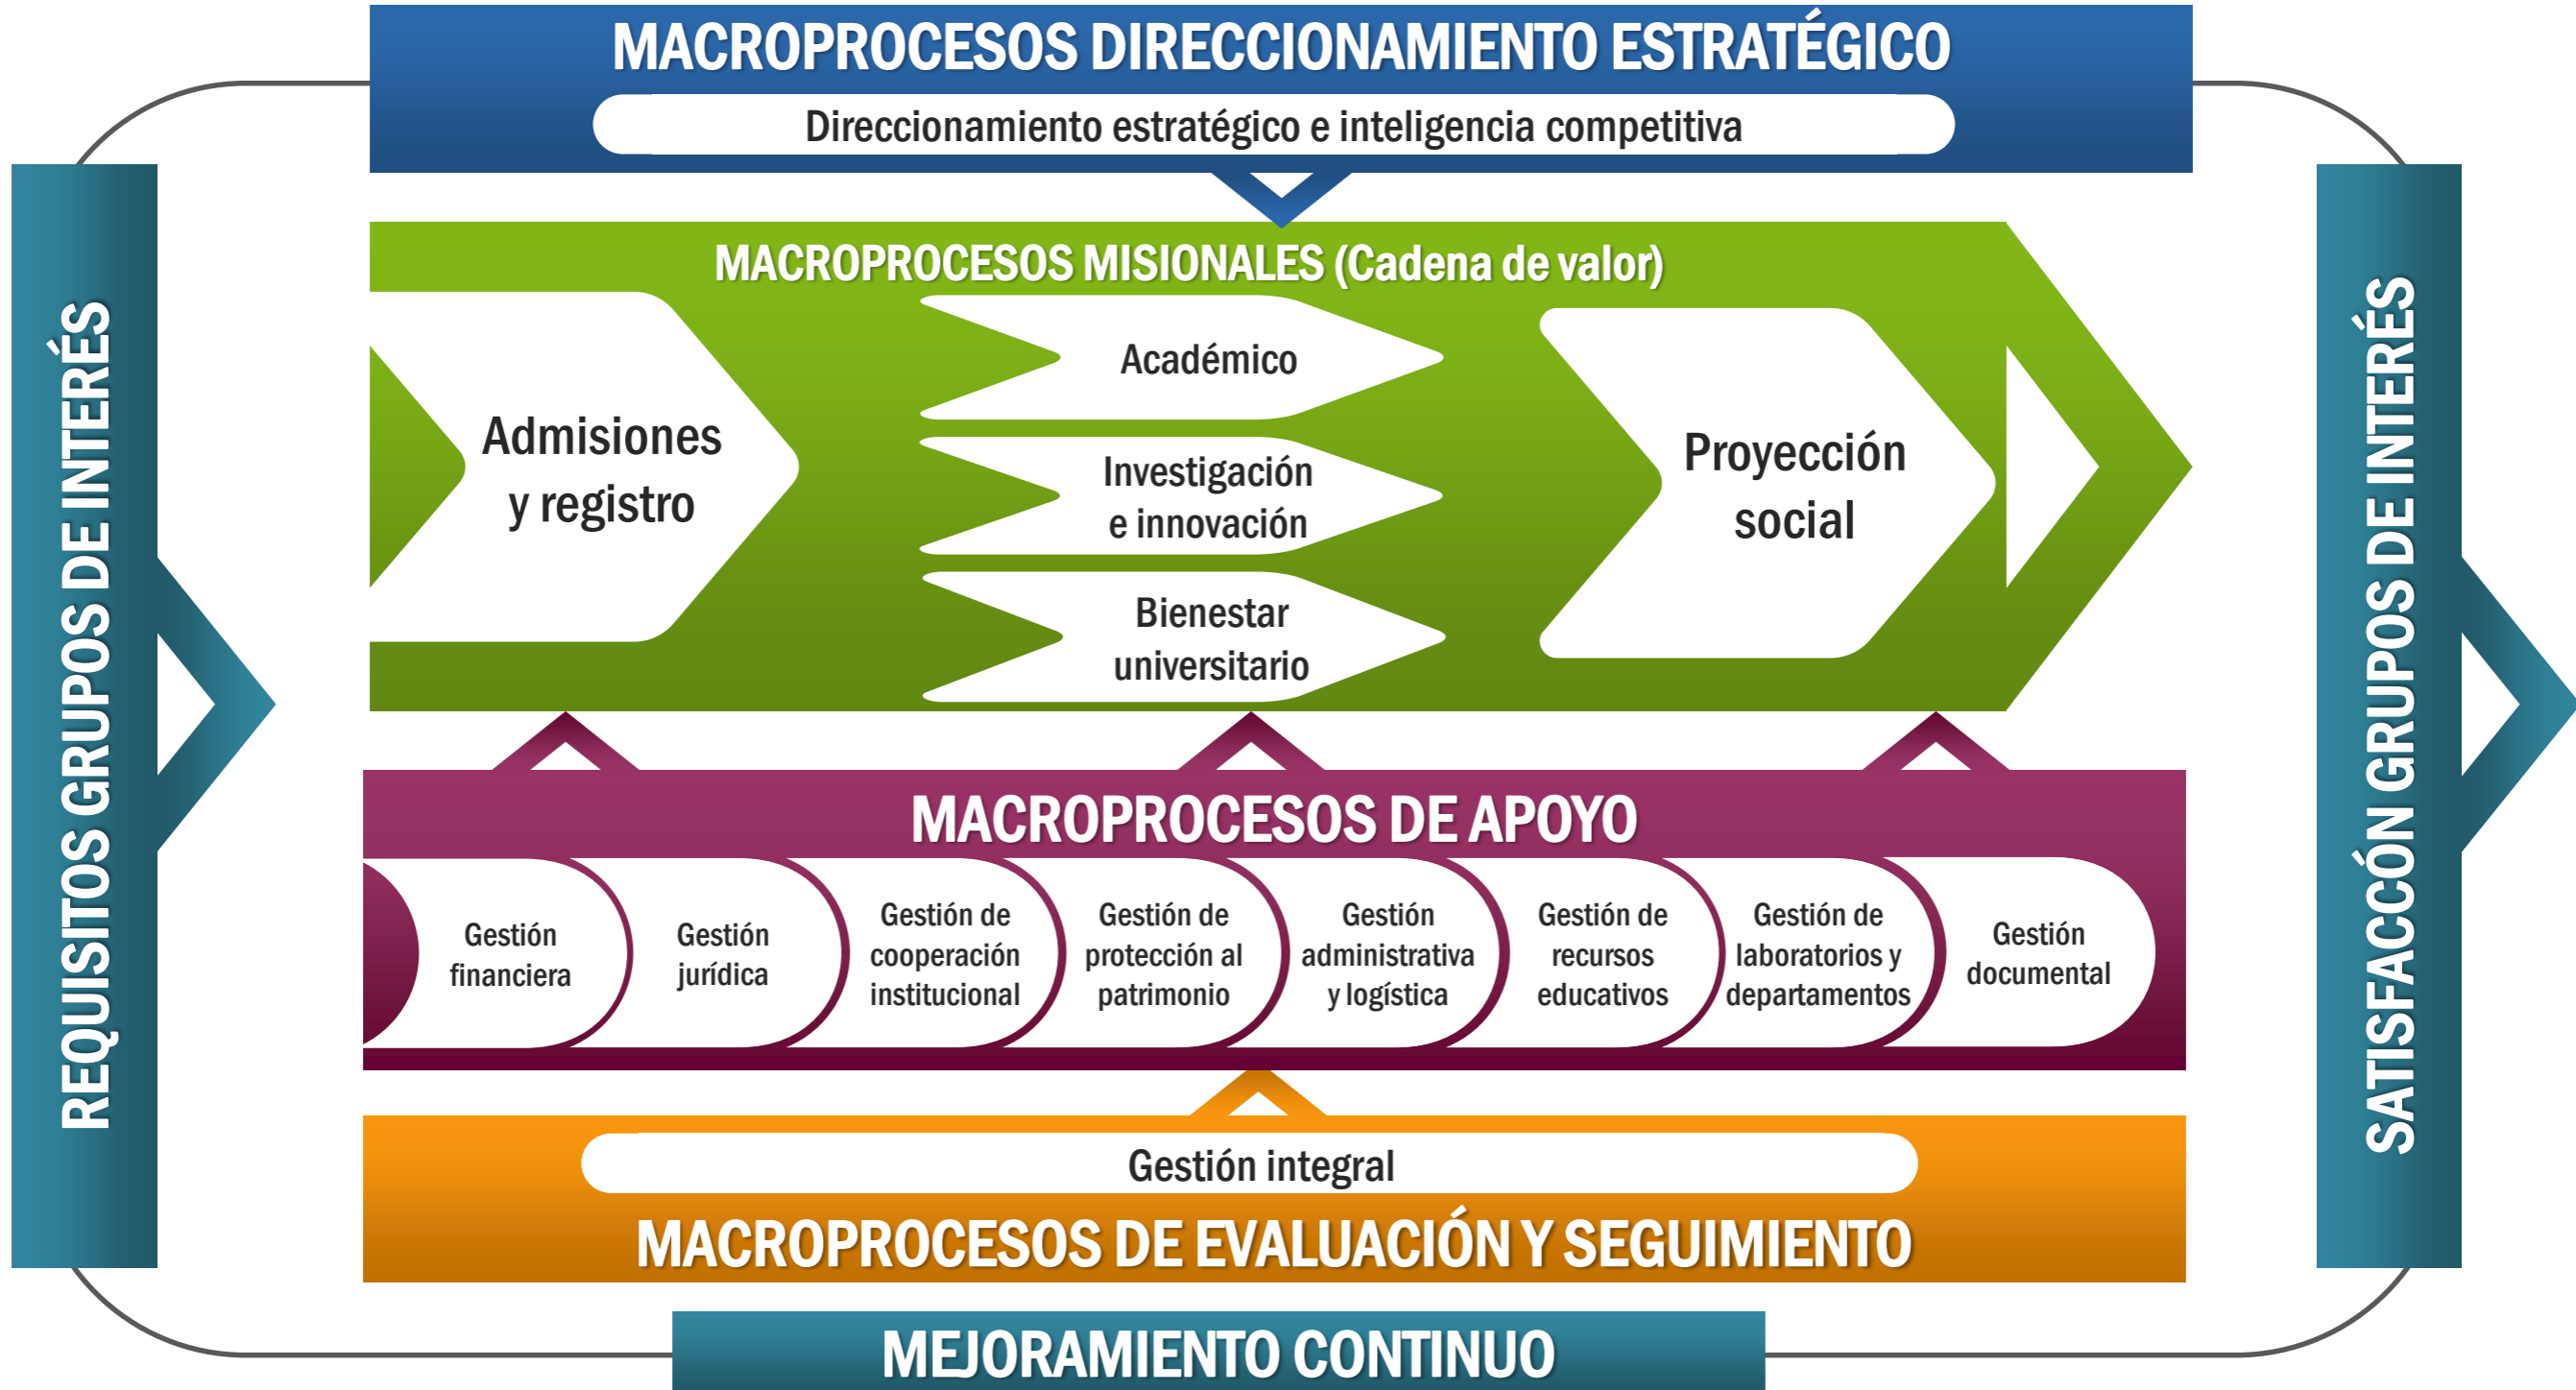 MACROPROCESOS DIRECCIONAMIENTO ESTRATÉGICO
Direccionamiento estratégico e inteligencia competitiva
REQUISITOS GRUPOS DE INTERÉS
MACROPROCESOS MISIONALES (Cadena de valor)
Admisiones
y registro
Académico
Investigación
e innovación
Bienestar
universitario
Proyección
social
MACROPROCESOS DE APOYO
Gestión
financiera
Gestión
jurídica
Gestión de
cooperación
institucional
Gestión de
protección al
patrimonio
Gestión
administrativa
y logística
Gestión de
recursos
educativos
Gestión de
laboratorios y
departamentos
Gestión
documental
Gestión integral
MACROPROCESOS DE EVALUACIÓN Y SEGUIMIENTO
SATISFACCÓN GRUPOS DE INTERÉS
MEJORAMIENTO CONTINUO